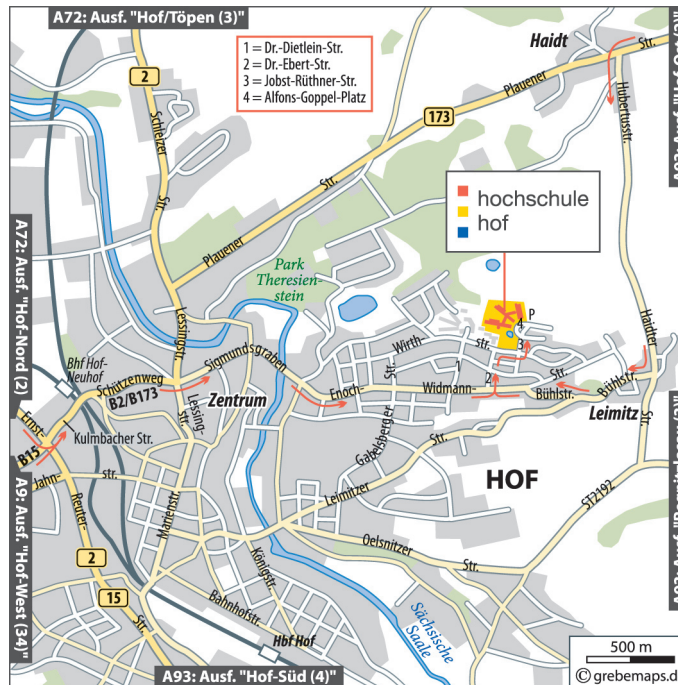 A72: Ausf. "Hof/Töpen (3)"
1 = Dr.-Dietlein-Str.
2 = Dr.-Ebert-Str.
3 = Jobst-Rüthner-Str.
4 = Alfons-Goppel-Platz
Haidt
Str.
Plauener
Hubertusstr.
2
Schleizer
Str.
173
Plauener
Str.
hochschule
hof
A72: Ausf. "Hof-Nord (2)
Park
Theresien-
stein
P
4
3
Wirth-
str.
Haidter
Str.
Lessingstr.
Sigmundsgraben
Bhf Hof-
Neuhof
Schützenweg
B2/B173
Zentrum
Lessing-
Str.
Enoch-
Widmann-
Str.
1
2
Bühlstr.
Bühlstr.
Str.
Leimitz
Ernst-
B15
Kulmbacher Str.
Gabelsberger
Str.
HOF
Jahn-
str.
Reuter-
Str.
Marienstr.
Leimitzer
Str.
ST2192
Oelsnitzer
Str.
A9: Ausf. "Hof-West (34)"
2
15
Königstr.
Bahnhofstr.
Hbf Hof
Sächsische
Saale
A93: Ausf. "Hof-Süd (4)"
500 m
© grebemaps.d